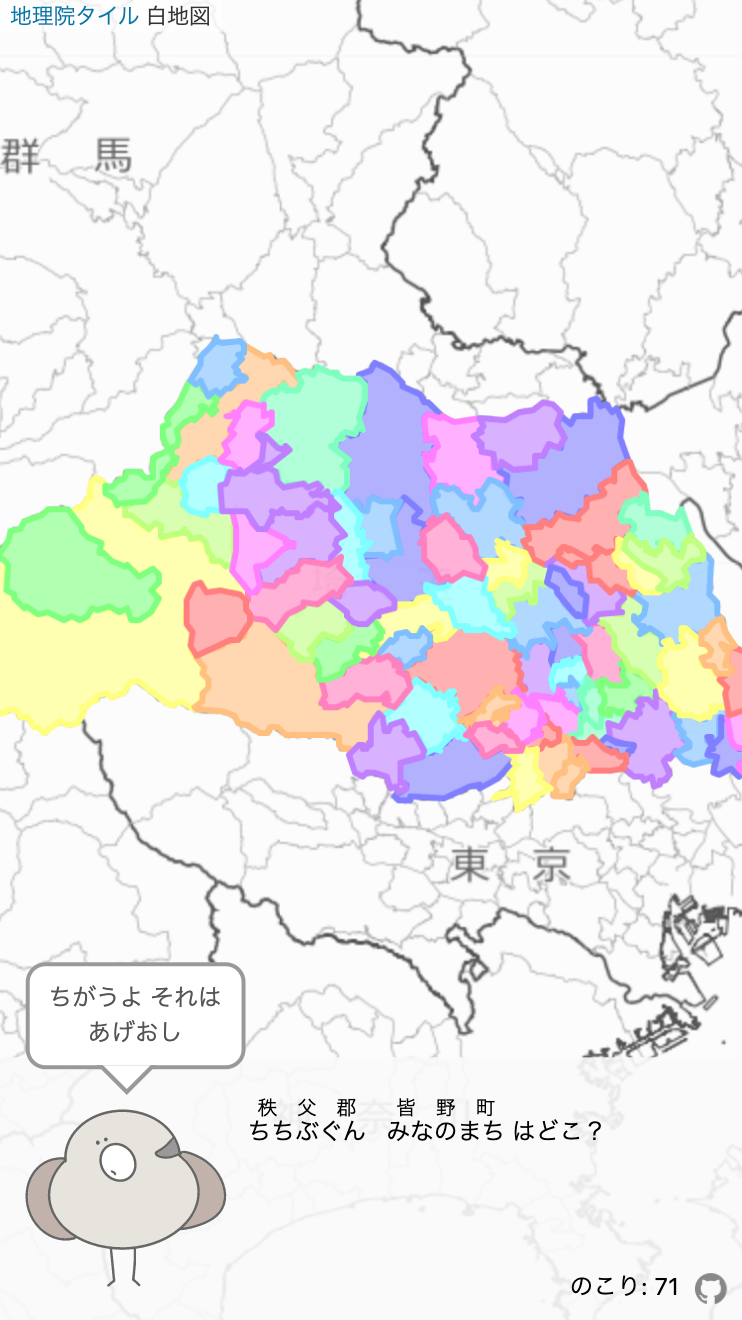 地理院タイル 白地図
群 馬
東 京
ちがうよ それは
あげおし
秩 父 郡 皆 野 町
ちちぶぐん みなのまち はどこ？
のこり: 71